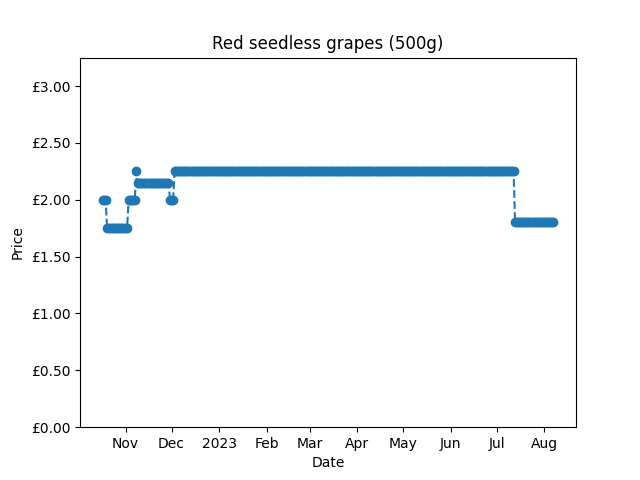 Red seedless grapes (500g)
£3.00
£2.50
£2.00
£1.50
£1.00
£0.50
£0.00
Price
Nov Dec 2023 Feb Mar Apr May Jun Jul Aug
Date